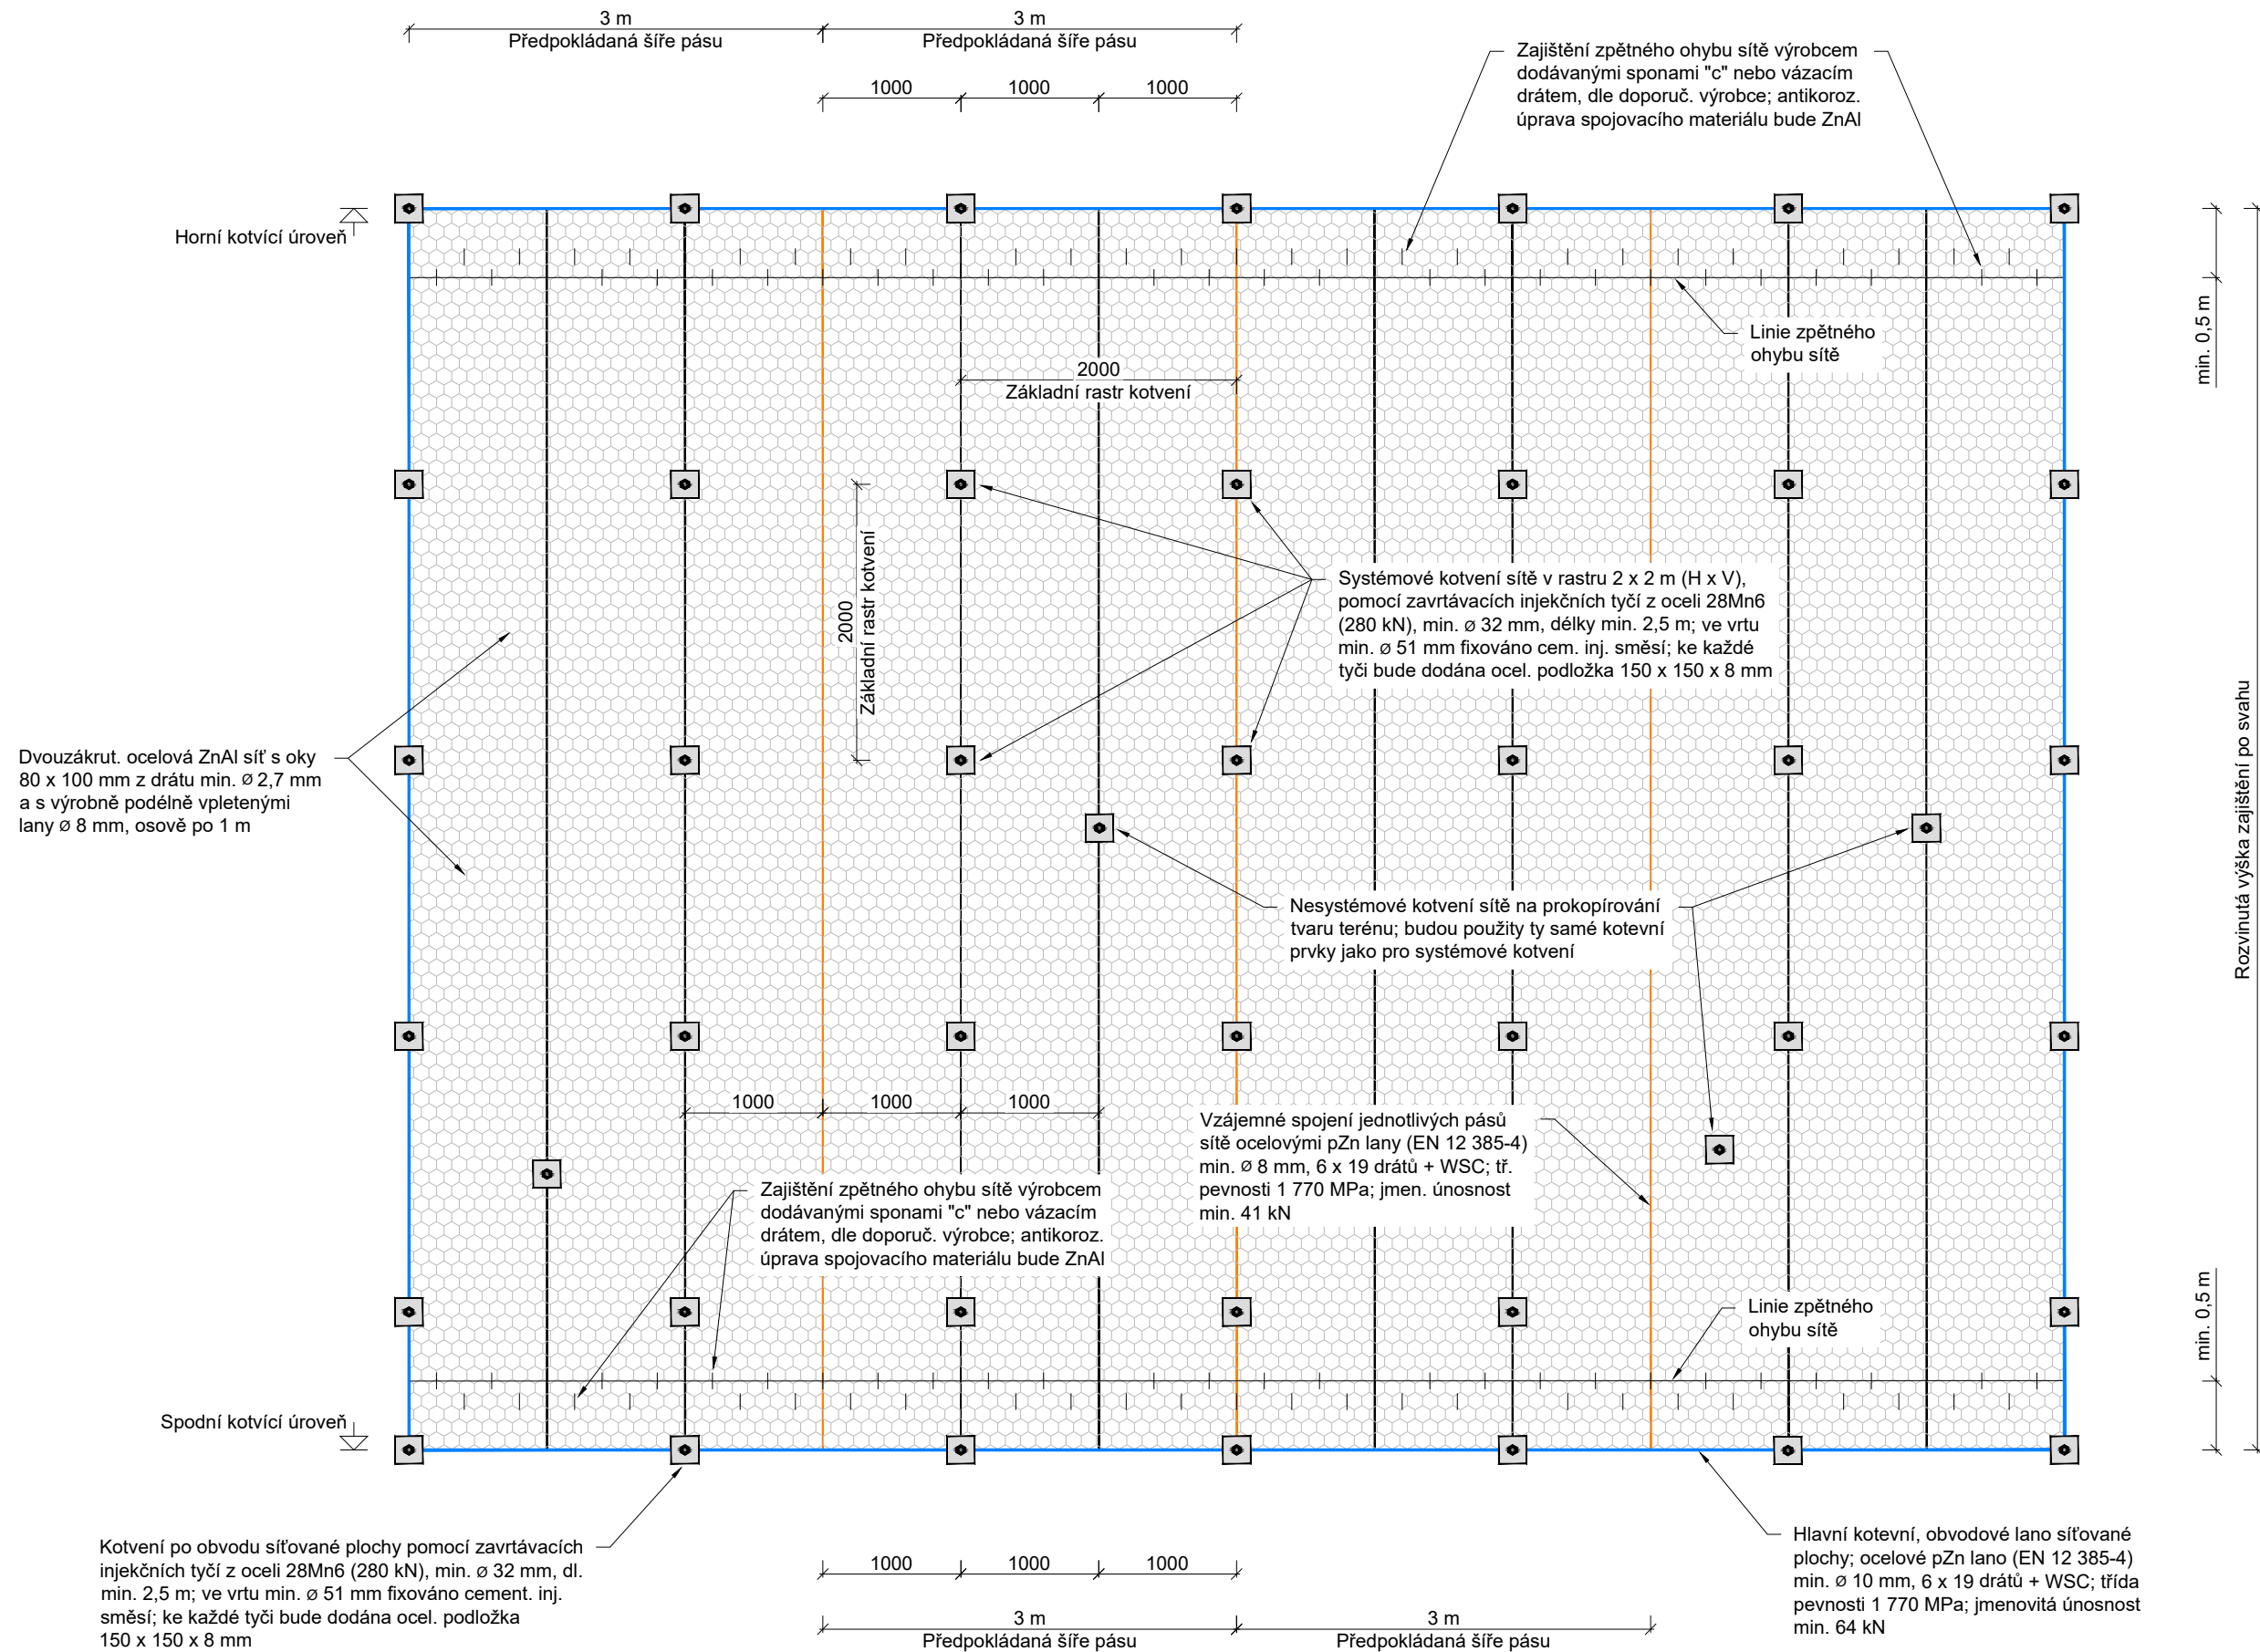 3 m
3 m
Předpokládaná šíře pásu
Předpokládaná šíře pásu
1000
1000
1000
Zajištění zpětného ohybu sítě výrobcem
dodávanými sponami "c" nebo vázacím
drátem, dle doporuč. výrobce; antikoroz.
úprava spojovacího materiálu bude ZnAl
Horní kotvící úroveň
min. 0,5 m
Linie zpětného
ohybu sítě
2000
Základní rastr kotvení
2000
Základní rastr kotvení
Systémové kotvení sítě v rastru 2 x 2 m (H x V),
pomocí zavrtávacích injekčních tyčí z oceli 28Mn6
(280 kN), min. ø 32 mm, délky min. 2,5 m; ve vrtu
min. ø 51 mm fixováno cem. inj. směsí; ke každé
tyči bude dodána ocel. podložka 150 x 150 x 8 mm
Rozvinutá výška zajištění po svahu
Dvouzákrut. ocelová ZnAl síť s oky
80 x 100 mm z drátu min. ø 2,7 mm
a s výrobně podélně vpletenými
lany ø 8 mm, osově po 1 m
Nesystémové kotvení sítě na prokopírování
tvaru terénu; budou použity ty samé kotevní
prvky jako pro systémové kotvení
1000
1000
1000
Vzájemné spojení jednotlivých pásů
sítě ocelovými pZn lany (EN 12 385-4)
min. ø 8 mm, 6 x 19 drátů + WSC; tř.
pevnosti 1 770 MPa; jmen. únosnost
min. 41 kN
Zajištění zpětného ohybu sítě výrobcem
dodávanými sponami "c" nebo vázacím
drátem, dle doporuč. výrobce; antikoroz.
úprava spojovacího materiálu bude ZnAl
Linie zpětného
ohybu sítě
min. 0,5 m
Spodní kotvící úroveň
Kotvení po obvodu síťované plochy pomocí zavrtávacích
injekčních tyčí z oceli 28Mn6 (280 kN), min. ø 32 mm, dl.
min. 2,5 m; ve vrtu min. ø 51 mm fixováno cement. inj.
směsí; ke každé tyči bude dodána ocel. podložka
150 x 150 x 8 mm
1000
1000
1000
3 m
3 m
Předpokládaná šíře pásu
Předpokládaná šíře pásu
Hlavní kotevní, obvodové lano síťované
plochy; ocelové pZn lano (EN 12 385-4)
min. ø 10 mm, 6 x 19 drátů + WSC; třída
pevnosti 1 770 MPa; jmenovitá únosnost
min. 64 kN